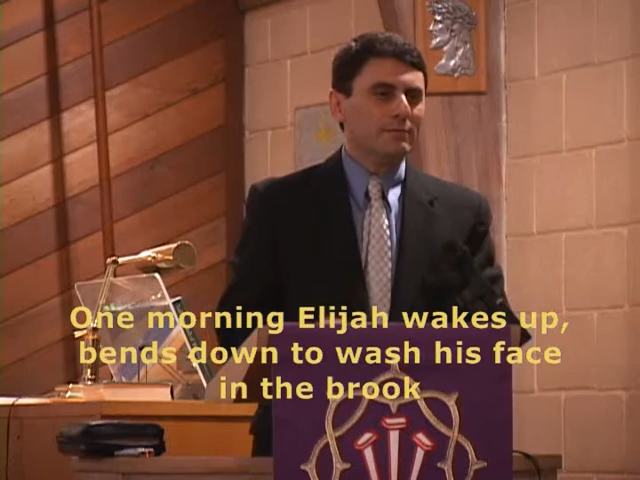 One morning Elijah wakes up,
bends down to wash his face
in the brook